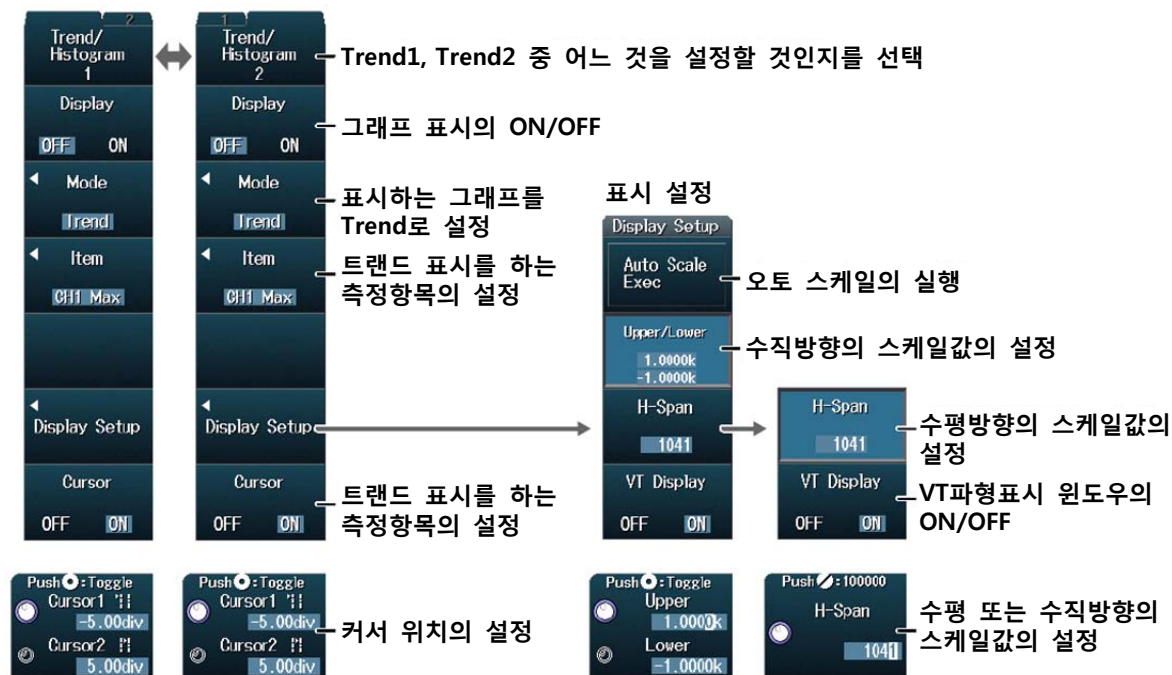 2
Trend/
Histogram
1
Display
OFF ON
Mode
Trend
Item
CH1 Max
Display Setup
Cursor
OFF ON
Push :Toggle
Cursor1
-5.00div
Cursor2
5.00div
1
Trend/
Histogram
2
Display
OFF ON
Mode
Trend
Item
CH1 Max
Display Setup
Cursor
OFF ON
Push :Toggle
Cursor1
-5.00div
Cursor2
5.00div
Trend1, Trend2 중 어느 것을 설정할 것인지를 선택
그래프 표시의 ON/OFF
표시하는 그래프를
Trend로 설정
트랜드 표시를 하는
측정항목의 설정
트랜드 표시를 하는
측정항목의 설정
커서 위치의 설정
표시 설정
Display Setup
Auto Scale
Exec
Upper/Lower
1.0000k
-1.0000k
H-Span
1041
VT Display
OFF ON
Push :Toggle
Upper
1.0000k
Lower
-1.0000k
오토 스케일의 실행
수직방향의 스케일값의 설정
H-Span
1041
VT Display
OFF ON
Push :100000
H-Span
1041
수평방향의 스케일값의
설정
VT파형표시 윈도우의
ON/OFF
수평 또는 수직방향의
스케일값의 설정